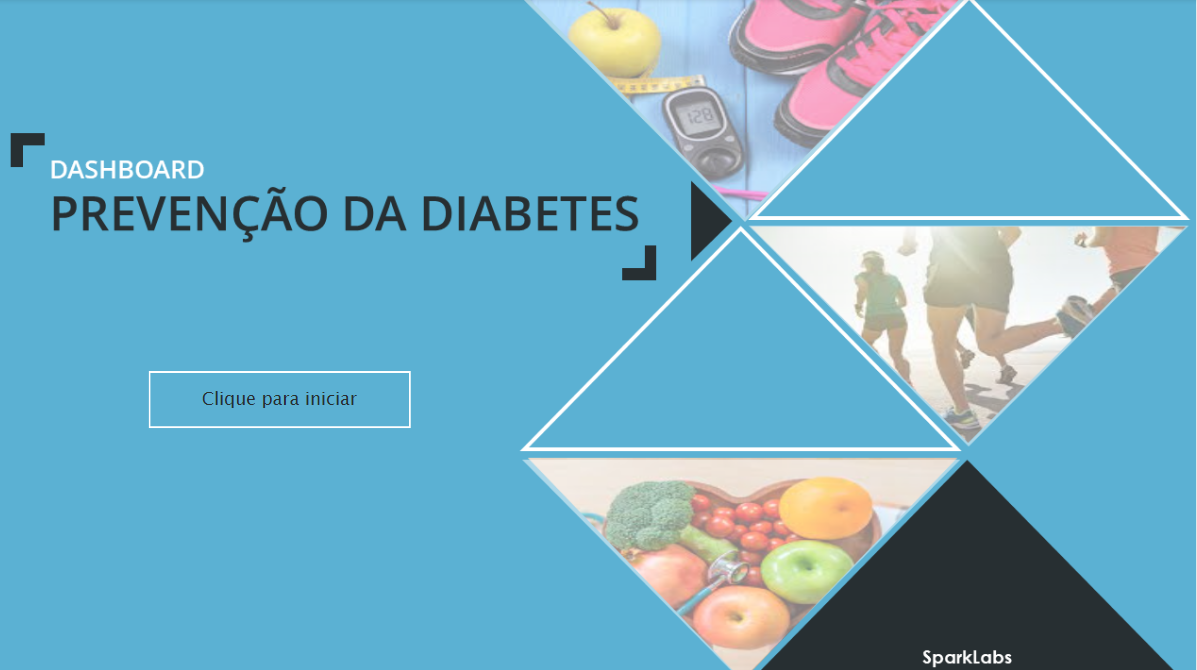 DASHBOARD
PREVENÇÃO DA DIABETES
128
Clique para iniciar
SparkLabs